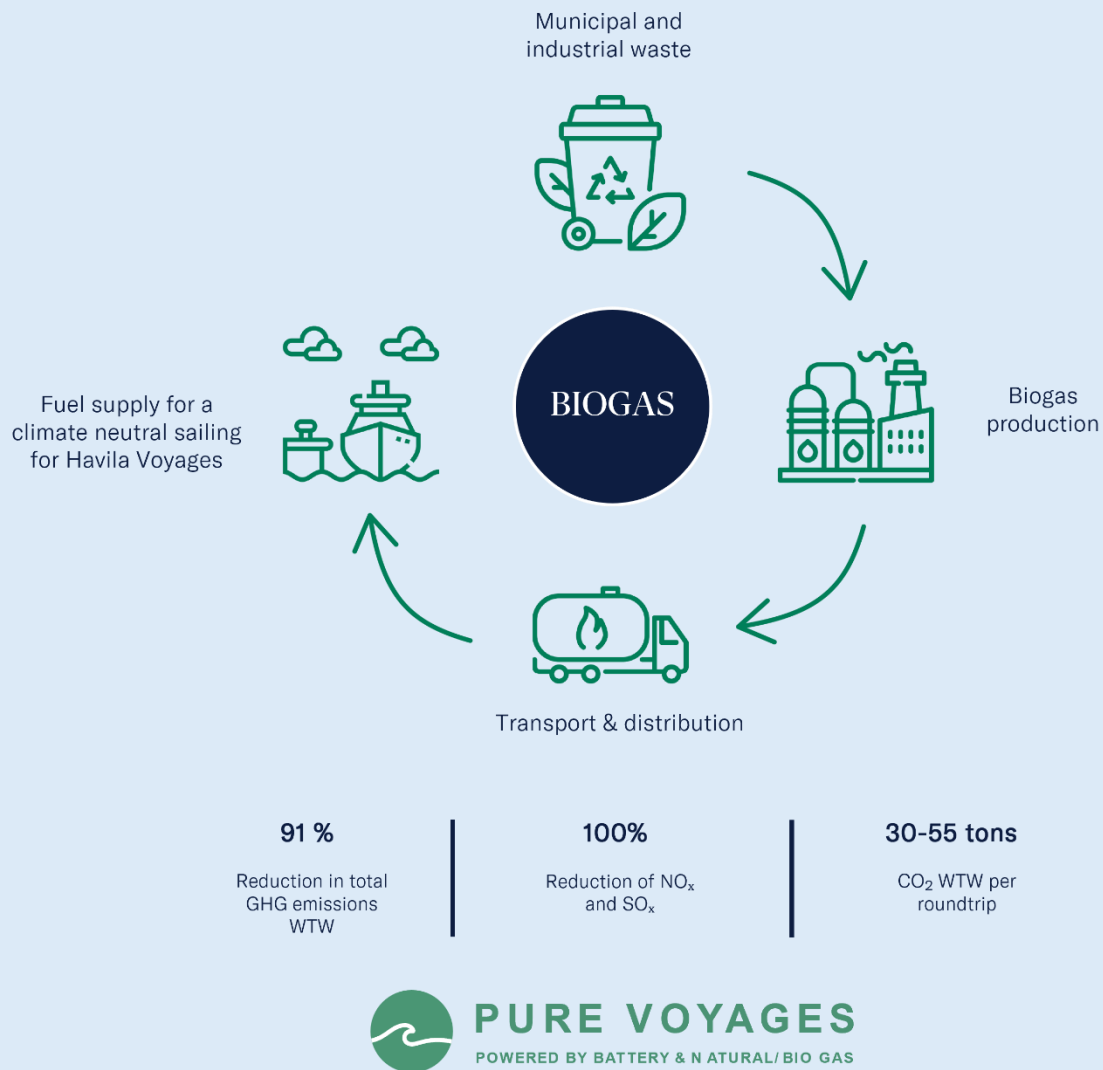 Municipal and
industrial waste
BIOGAS
Fuel supply for a
climate neutral sailing
for Havila Voyages
Biogas
production
Transport & distribution
91 %
Reduction in total
GHG emissions
WTW
100%
Reduction of NOₓ
and SOₓ
30-55 tons
CO₂ WTW per
roundtrip
PURE VOYAGES
POWERED BY BATTERY & N ATURAL/ BIO GAS